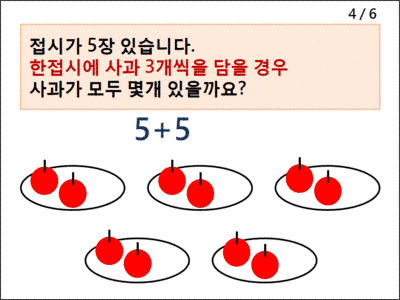 4 / 6
접시가 5장 있습니다.
한접시에 사과 3개씩을 담을 경우
사과가 모두 몇개 있을까요?
5+5